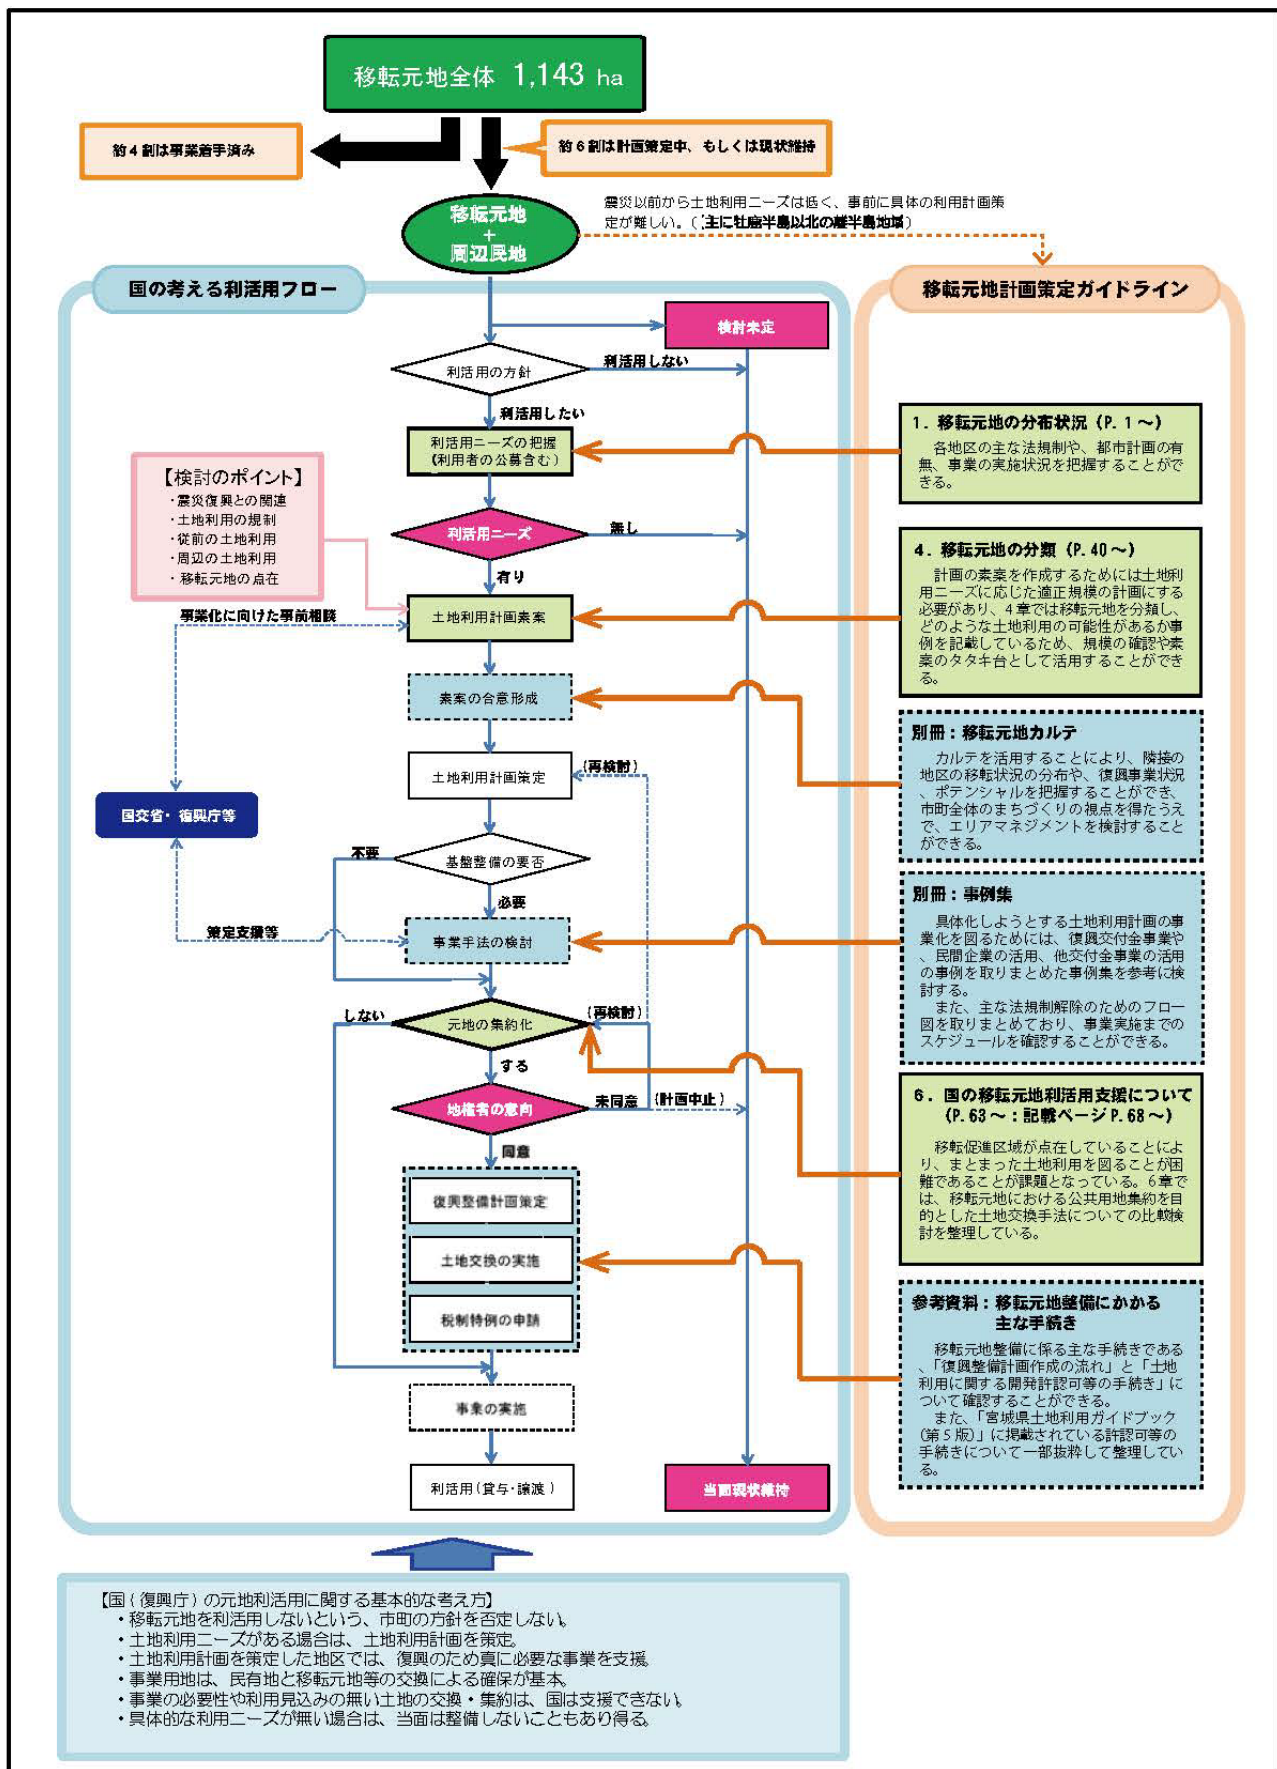 移転元地全体 1,143 ha
約４割は事業着手済み
約６割は計画策定中、もしくは現状維持
移転元地
+
周辺民地
震災以前から土地利用ニーズは低く、事前に具体の利用計画策
定が難しい。(主に牡鹿半島以北の離半島地域)
国の考える利活用フロー
移転元地計画策定ガイドライン
検討未定
利活用の方針
利活用しない
利活用したい
利活用ニーズの把握
(利用者の公募含む)
【検討のポイント】
・震災復興との関連
・土地利用の規制
・従前の土地利用
・周辺の土地利用
・移転元地の点在
利活用ニーズ
無し
有り
事業化に向けた事前相談
土地利用計画素案
素案の合意形成
土地利用計画策定
(再検討)
国交省・復興庁等
不要
基盤整備の要否
必要
策定支援等
事業手法の検討
しない
元地の集約化
(再検討)
する
地権者の意向
未同意
(計画中止)
同意
復興整備計画策定
土地交換の実施
税制特例の申請
事業の実施
利活用(貸与・譲渡)
当面現状維持
１．移転元地の分布状況（P.１～）
各地区の主な法規制や、都市計画の有
無、事業の実施状況を把握することがで
きる。
４．移転元地の分類（P.40～）
計画の素案を作成するためには土地利
用ニーズに応じた適正規模の計画にする
必要があり、４章では移転元地を分類し、
どのような土地利用の可能性があるか事
例を記載しているため、規模の確認や素
案のタタキ台として活用することができ
る。
別冊：移転元地カルテ
カルテを活用することにより、隣接の
地区の移転状況の分布や、復興事業状況
、ポテンシャルを把握することができ、
市町全体のまちづくりの視点を得たうえ
で、エリアマネジメントを検討すること
ができる。
別冊：事例集
具体化しようとする土地利用計画の事
業化を図るためには、復興交付金事業や
、民間企業の活用、他交付金事業の活用
の事例を取りまとめた事例集を参考に検
討する。
また、主な法規制解除のためのフロー
図を取りまとめており、事業実施までの
スケジュールを確認することができる。
６．国の移転元地利活用支援について
（P.63～：記載ページP.68～）
移転促進区域が点在していることによ
り、まとまった土地利用を図ることが困
難であることが課題となっている。６章で
は、移転元地における公共用地集約を目
的とした土地交換手法についての比較検
討を整理している。
参考資料：移転元地整備にかかる
主な手続き
移転元地整備に係る主な手続きである
、「復興整備計画作成の流れ」と「土地
利用に関する開発許認可等の手続き」に
ついて確認することができる。
また、「宮城県土地利用ガイドブック
(第５版)」に掲載されている許認可等の
手続きについて一部抜粋して整理してい
る。
【国(復興庁)の元地利活用に関する基本的な考え方】
・移転元地を利活用しないという、市町の方針を否定しない。
・土地利用ニーズがある場合は、土地利用計画を策定。
・土地利用計画を策定した地区では、復興のため真に必要な事業を支援。
・事業用地は、民有地と移転元地等の交換による確保が基本。
・事業の必要性や利用見込みの無い土地の交換・集約は、国は支援できない。
・具体的な利用ニーズが無い場合は、当面は整備しないこともあり得る。